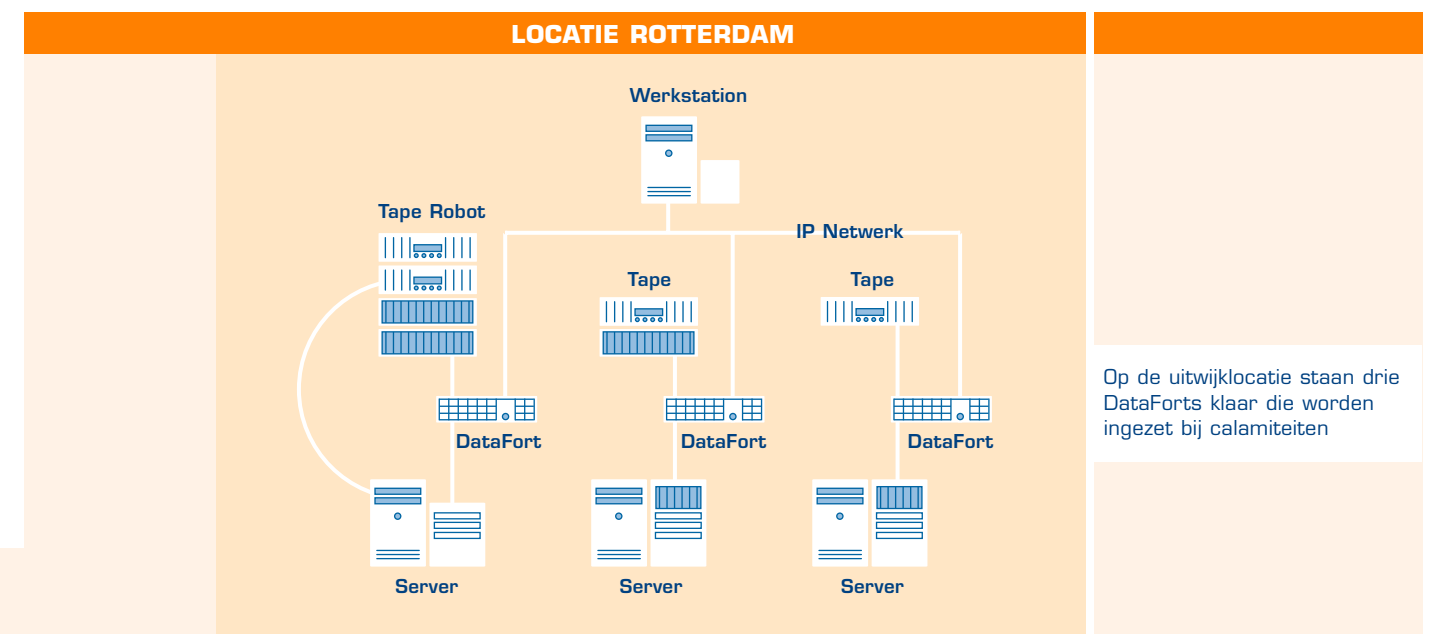 LOCATIE ROTTERDAM
Werkstation
Tape Robot
IP Netwerk
Tape
Tape
DataFort
DataFort
DataFort
Server
Server
Server
Op de uitwijklocatie staan drie
DataForts klaar die worden
ingezet bij calamiteiten